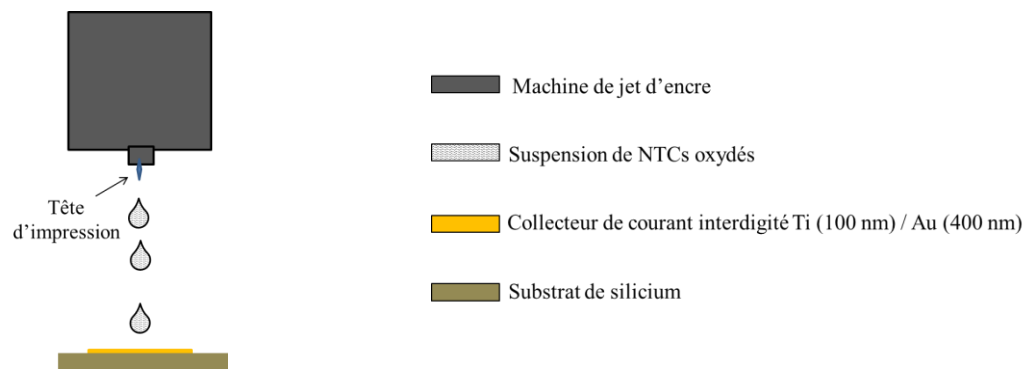 Machine de jet d'encre
Suspension de NTCs oxydés
Tête
d'impression
Collecteur de courant interdigité Ti (100 nm) / Au (400 nm)
Substrat de silicium